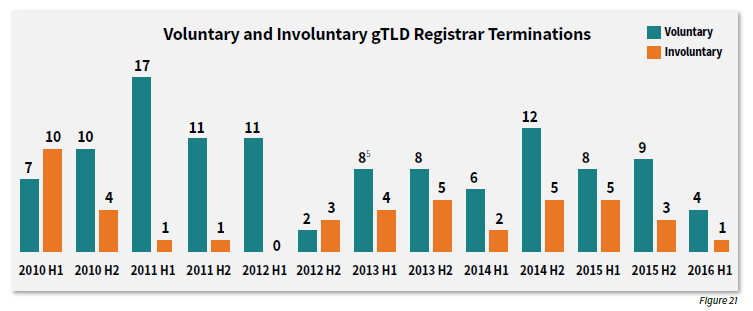 Voluntary and Involuntary gTLD Registrar Terminations
Voluntary
Involuntary
7 10 10 4 17 1 11 1 11 0 2 3 8⁵ 4 8 5 6 2 12 5 8 5 9 3 4 1
2010 H1 2010 H2 2011 H1 2011 H2 2012 H1 2012 H2 2013 H1 2013 H2 2014 H1 2014 H2 2015 H1 2015 H2 2016 H1
Figure 21